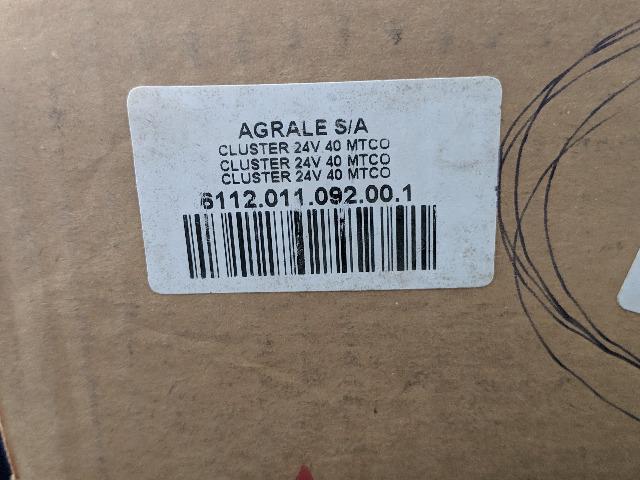 AGRALE S/A
CLUSTER 24V 40 MTCO
CLUSTER 24V 40 MTCO
CLUSTER 24V 40 MTCO
6112.011.092.00.1